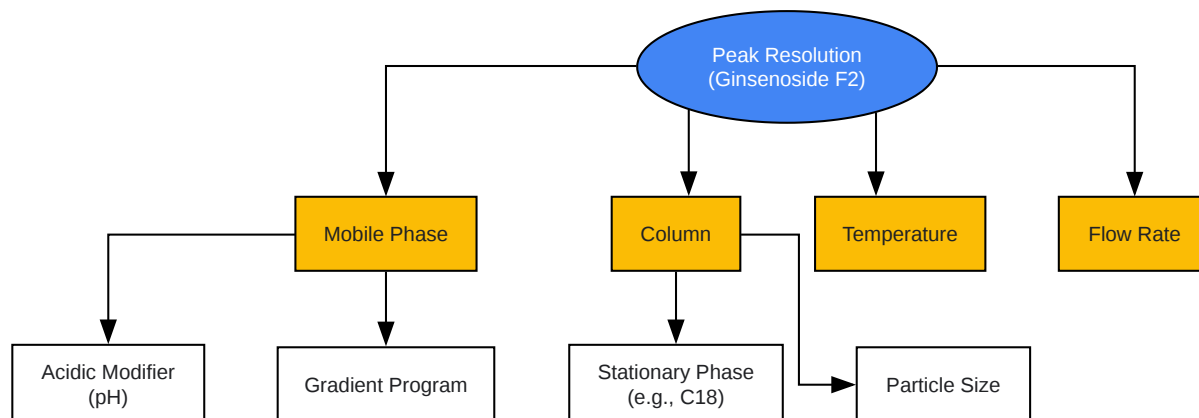 Peak Resolution
(Ginsenoside F2)
Mobile Phase
Column
Temperature
Flow Rate
Acidic Modifier
(pH)
Gradient Program
Stationary Phase
(e.g., C18)
Particle Size